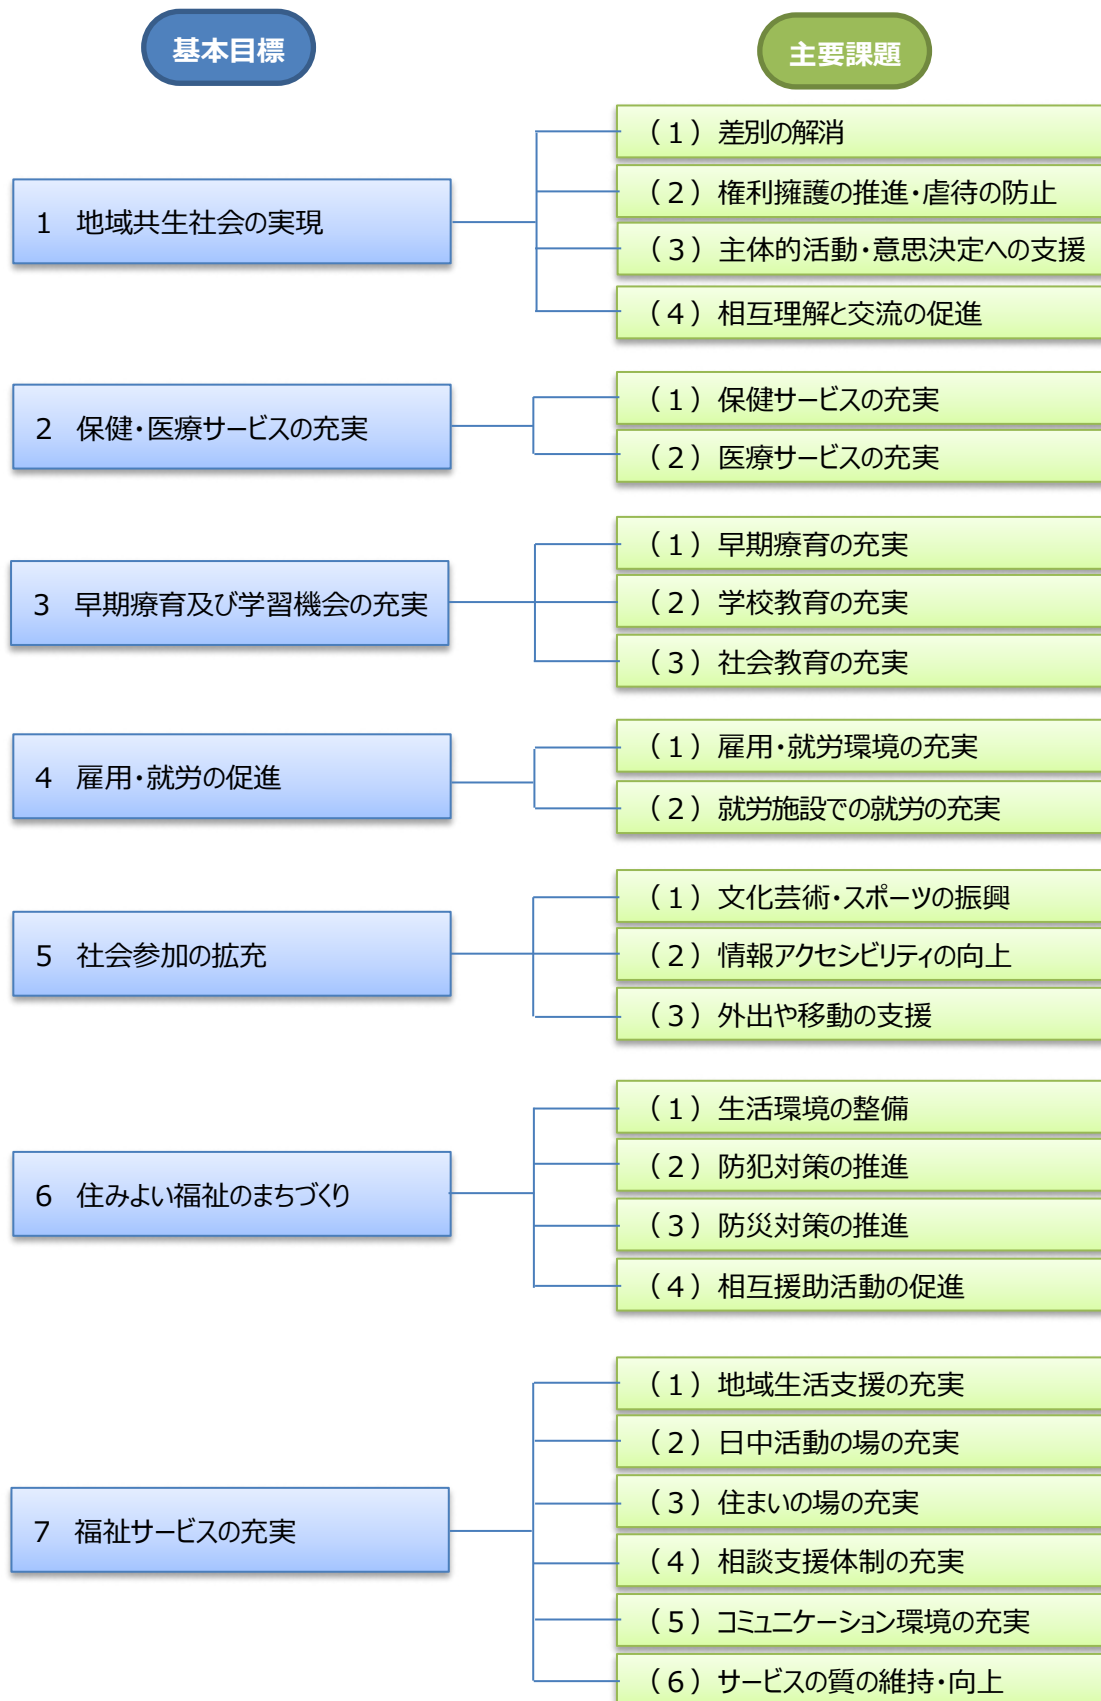 基本目標
主要課題
1 地域共生社会の実現
（1）差別の解消
（2）権利擁護の推進・虐待の防止
（3）主体的活動・意思決定への支援
（4）相互理解と交流の促進
2 保健・医療サービスの充実
（1）保健サービスの充実
（2）医療サービスの充実
3 早期療育及び学習機会の充実
（1）早期療育の充実
（2）学校教育の充実
（3）社会教育の充実
4 雇用・就労の促進
（1）雇用・就労環境の充実
（2）就労施設での就労の充実
5 社会参加の拡充
（1）文化芸術・スポーツの振興
（2）情報アクセシビリティの向上
（3）外出や移動の支援
6 住みよい福祉のまちづくり
（1）生活環境の整備
（2）防犯対策の推進
（3）防災対策の推進
（4）相互援助活動の促進
7 福祉サービスの充実
（1）地域生活支援の充実
（2）日中活動の場の充実
（3）住まいの場の充実
（4）相談支援体制の充実
（5）コミュニケーション環境の充実
（6）サービスの質の維持・向上